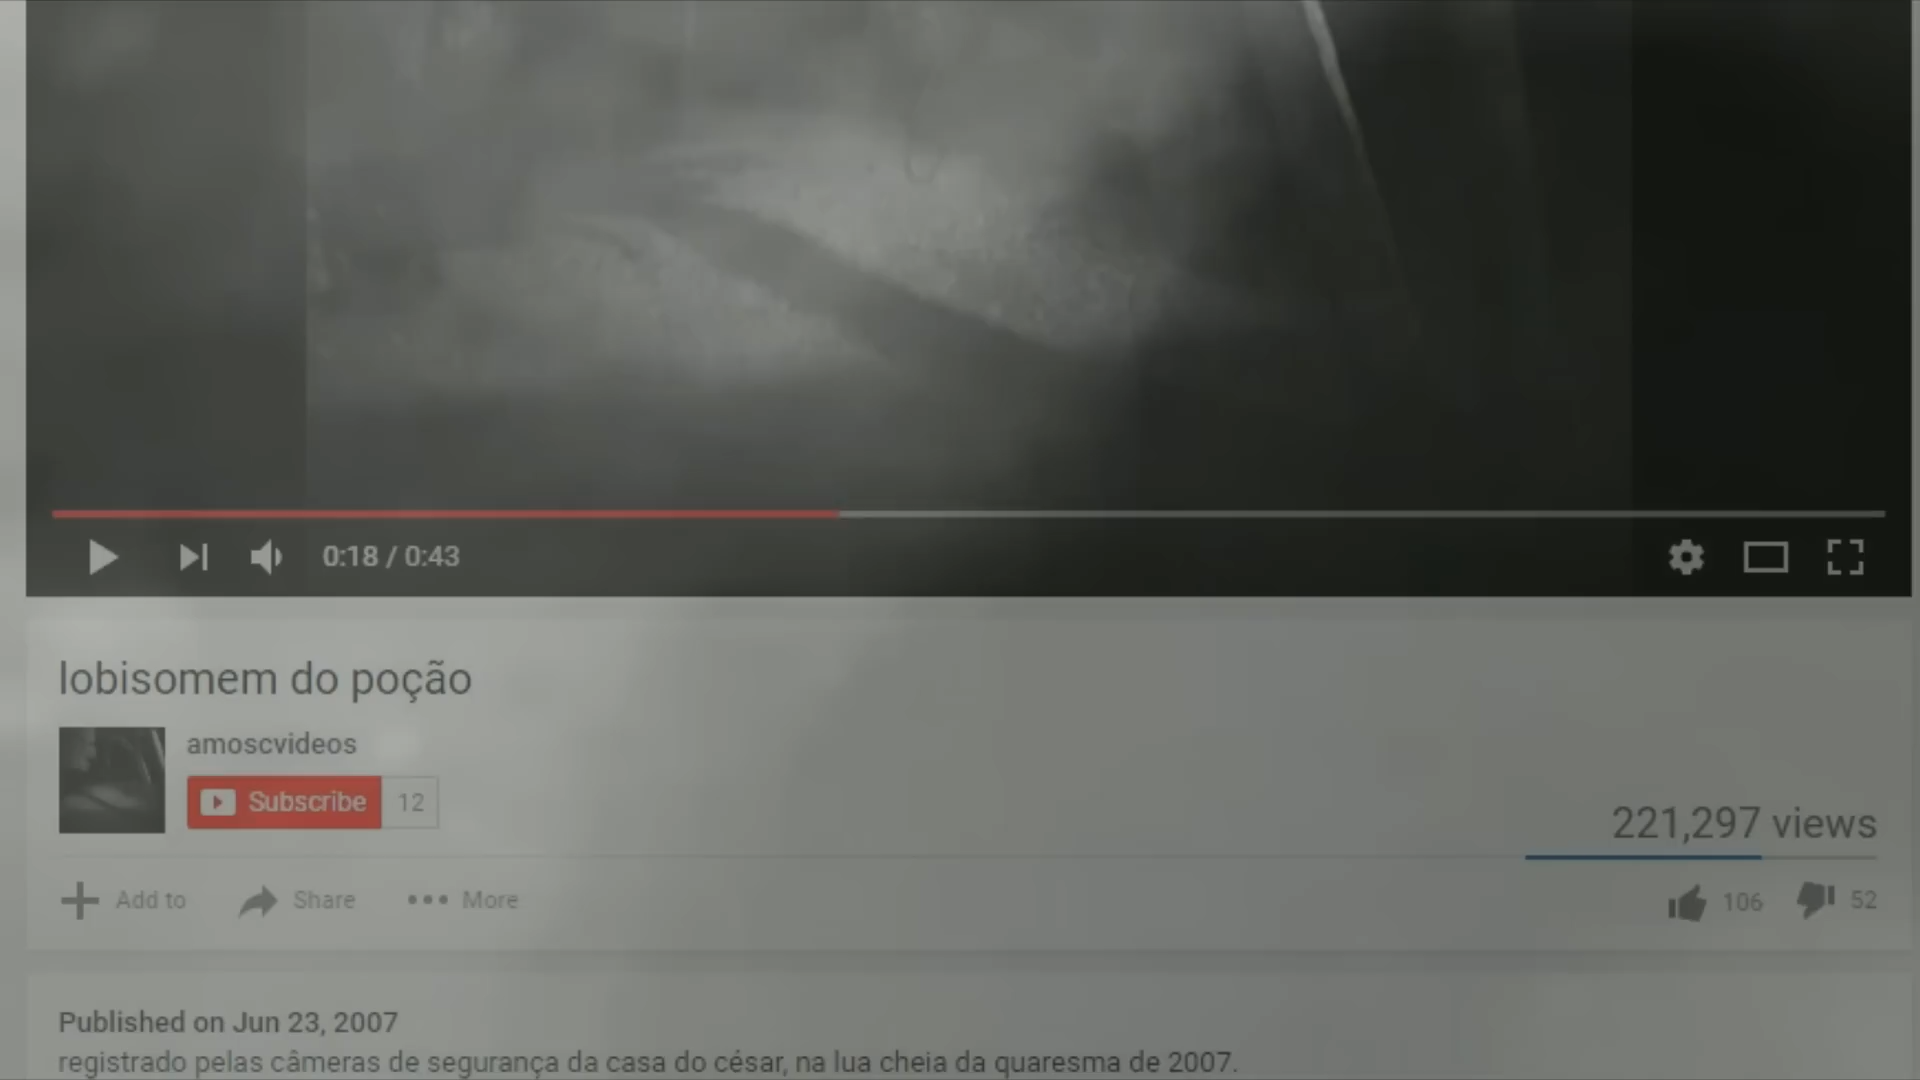 0:18 / 0:43
lobisomem do poção
amoscvideos
Subscribe 12
221,297 views
Add to Share More 106 52
Published on Jun 23, 2007
registrado pelas câmeras de segurança da casa do césar, na lua cheia da quaresma de 2007.